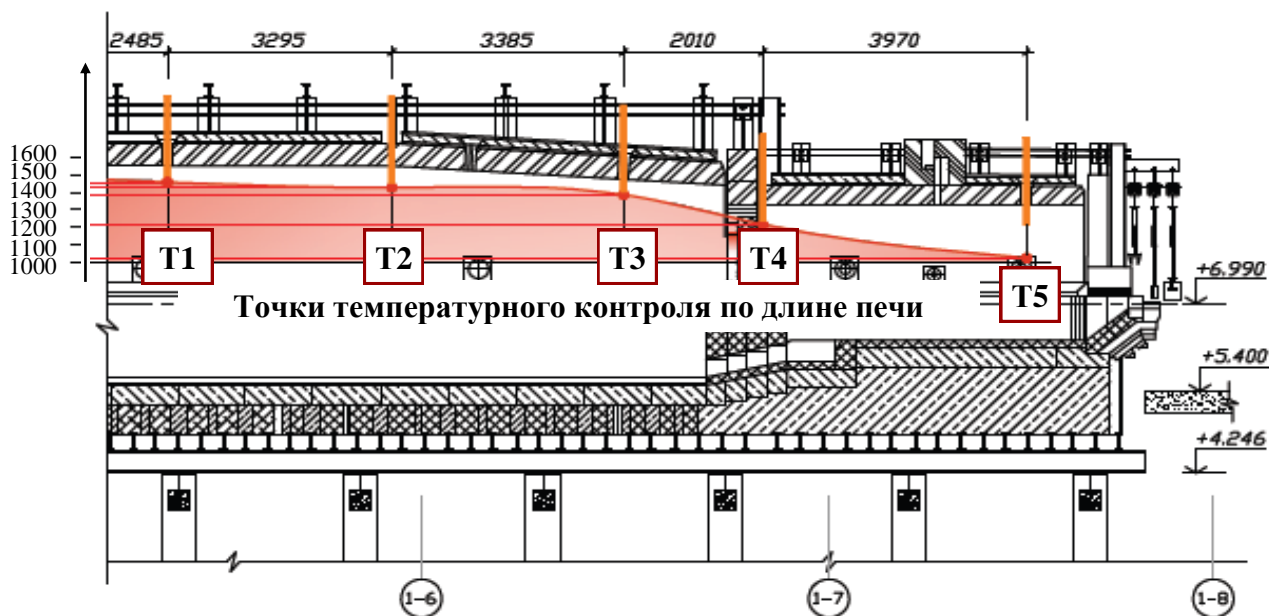 2485 3295 3385 2010 3970
1600
1500
1400
1300
1200
1100
1000
T1 T2 T3 T4 T5
Точки температурного контроля по длине печи
+6.990
+5.400
+4.246
1-6 1-7 1-8